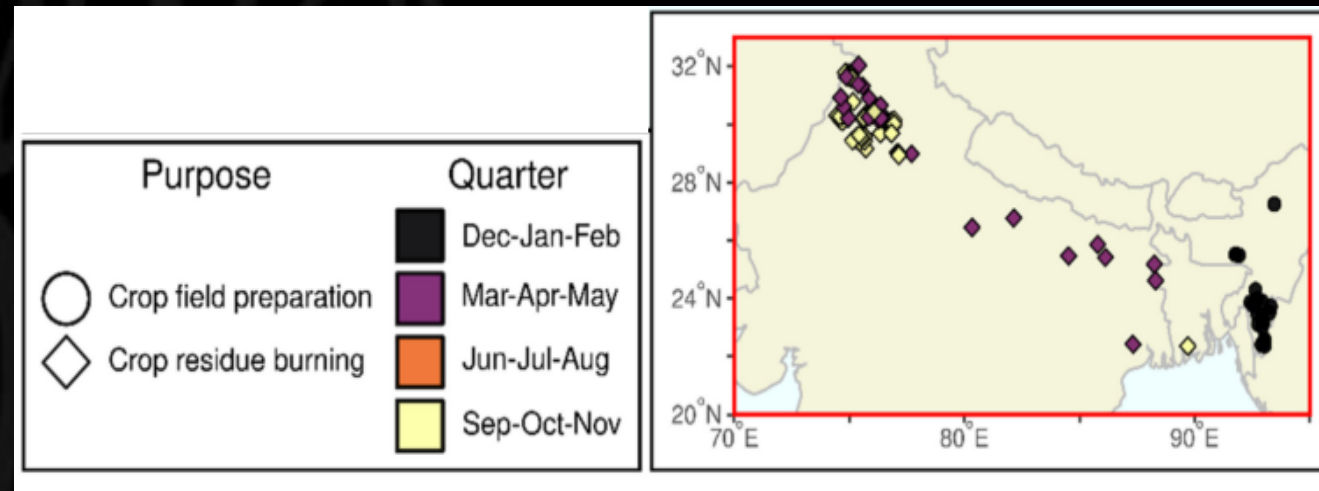 Purpose
Crop field preparation
Crop residue burning
Quarter
Dec-Jan-Feb
Mar-Apr-May
Jun-Jul-Aug
Sep-Oct-Nov
32°N
28°N
24°N
20°N
70°E 80°E 90°E